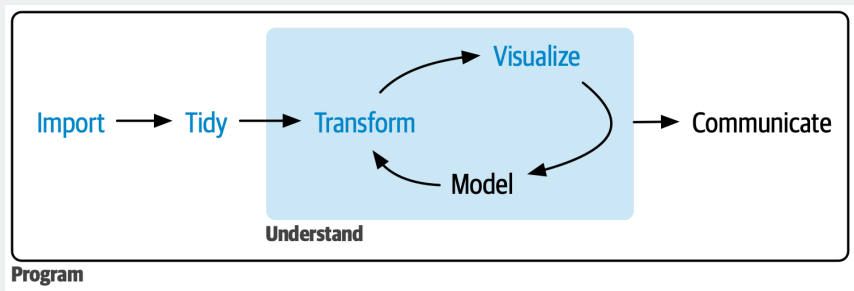 Visualize
Import
Tidy
Transform
Communicate
Model
Understand
Program